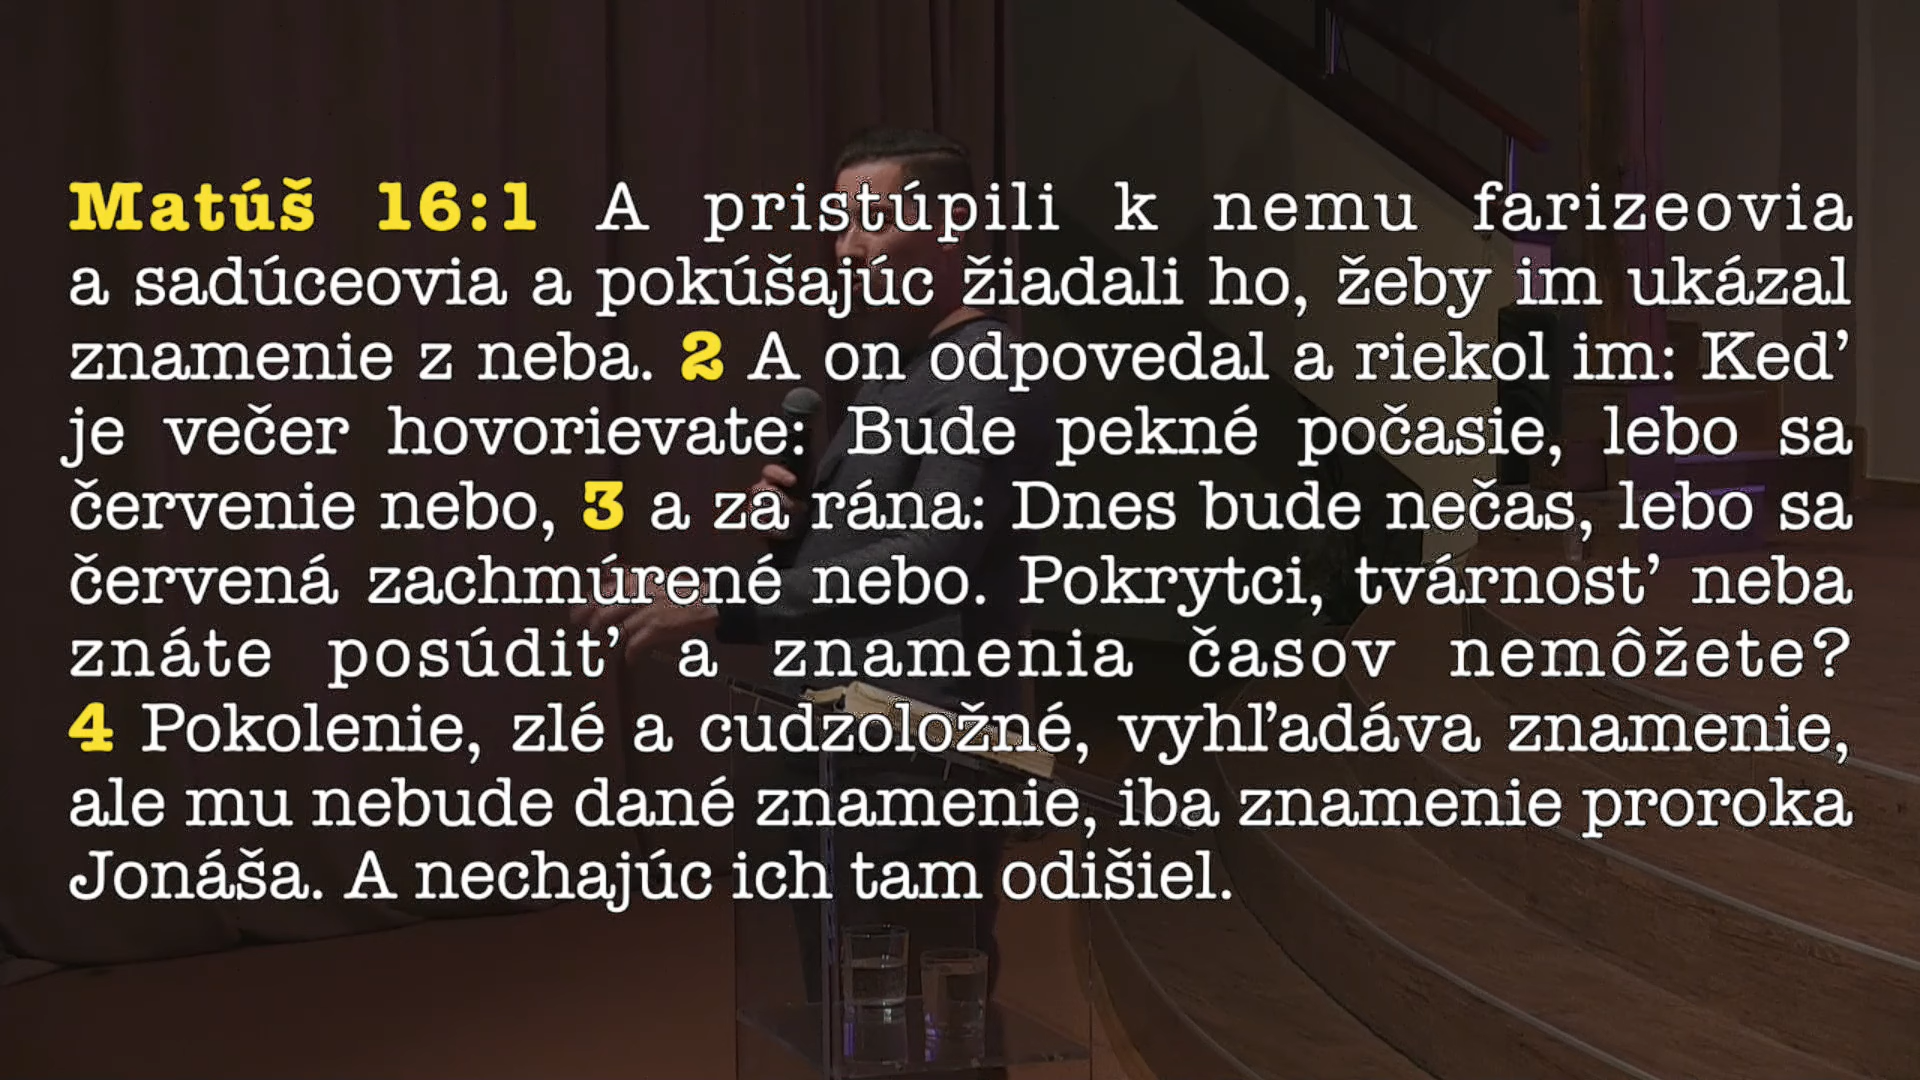 Matúš 16:1 A pristúpili k nemu farizeovia
a sadúceovia a pokúšajúc žiadali ho, žeby im ukázal
znamenie z neba. 2 A on odpovedal a riekol im: Keď
je večer hovorievate: Bude pekné počasie, lebo sa
červenie nebo, 3 a za rána: Dnes bude nečas, lebo sa
červená zachmúrené nebo. Pokrytci, tvárnosť neba
znáte posúdiť a znamenia časov nemôžete?
4 Pokolenie, zlé a cudzoložné, vyhľadáva znamenie,
ale mu nebude dané znamenie, iba znamenie proroka
Jonáša. A nechajúc ich tam odišiel.